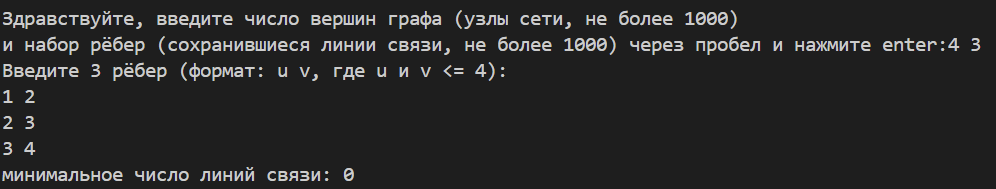 Здравствуйте, введите число вершин графа (узлы сети, не более 1000)
и набор рёбер (сохранившиеся линии связи, не более 1000) через пробел и нажмите enter:4 3
Введите 3 рёбер (формат: u v, где u и v <= 4):
1 2
2 3
3 4
минимальное число линий связи: 0